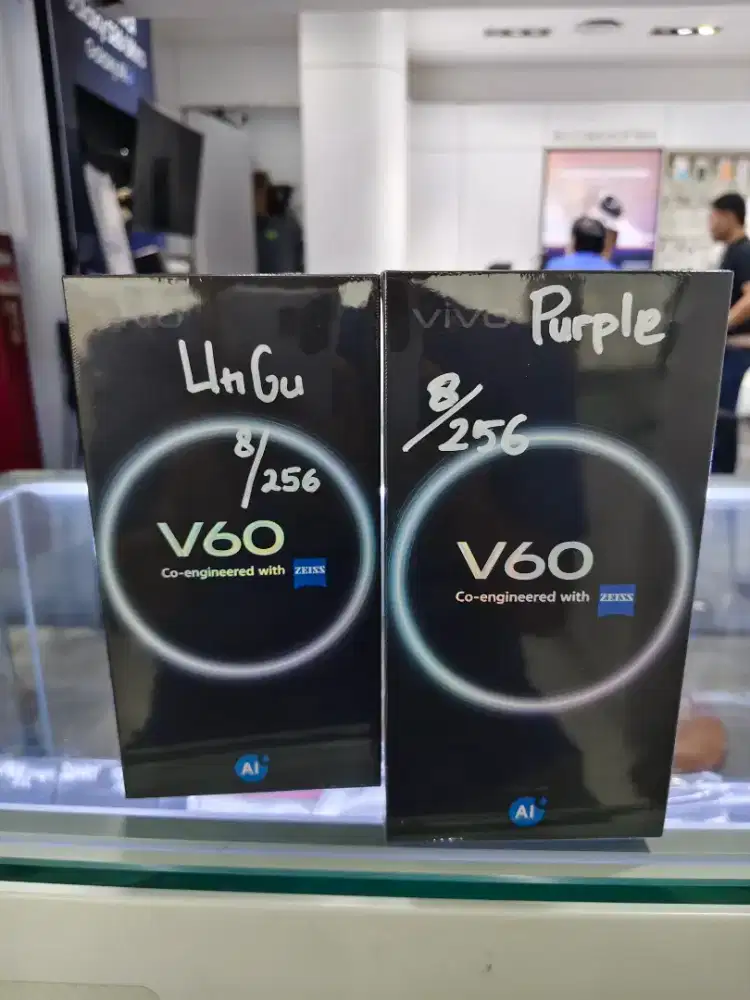 UnGu
8/256
V60
Co-engineered with ZEISS
AI
vivo Purple
8/256
V60
Co-engineered with ZEISS
AI